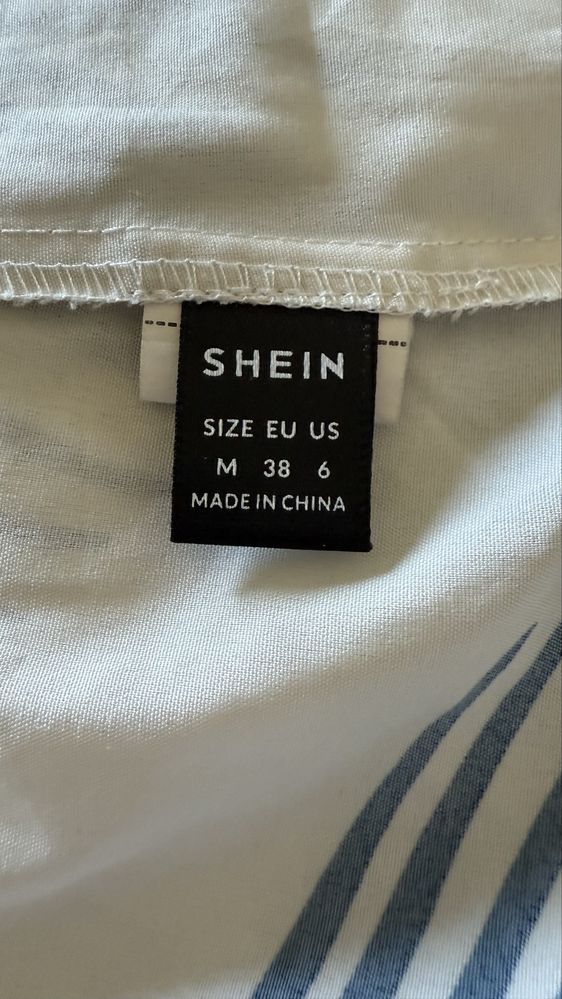 SHEIN
SIZE EU US
M 38 6
MADE IN CHINA